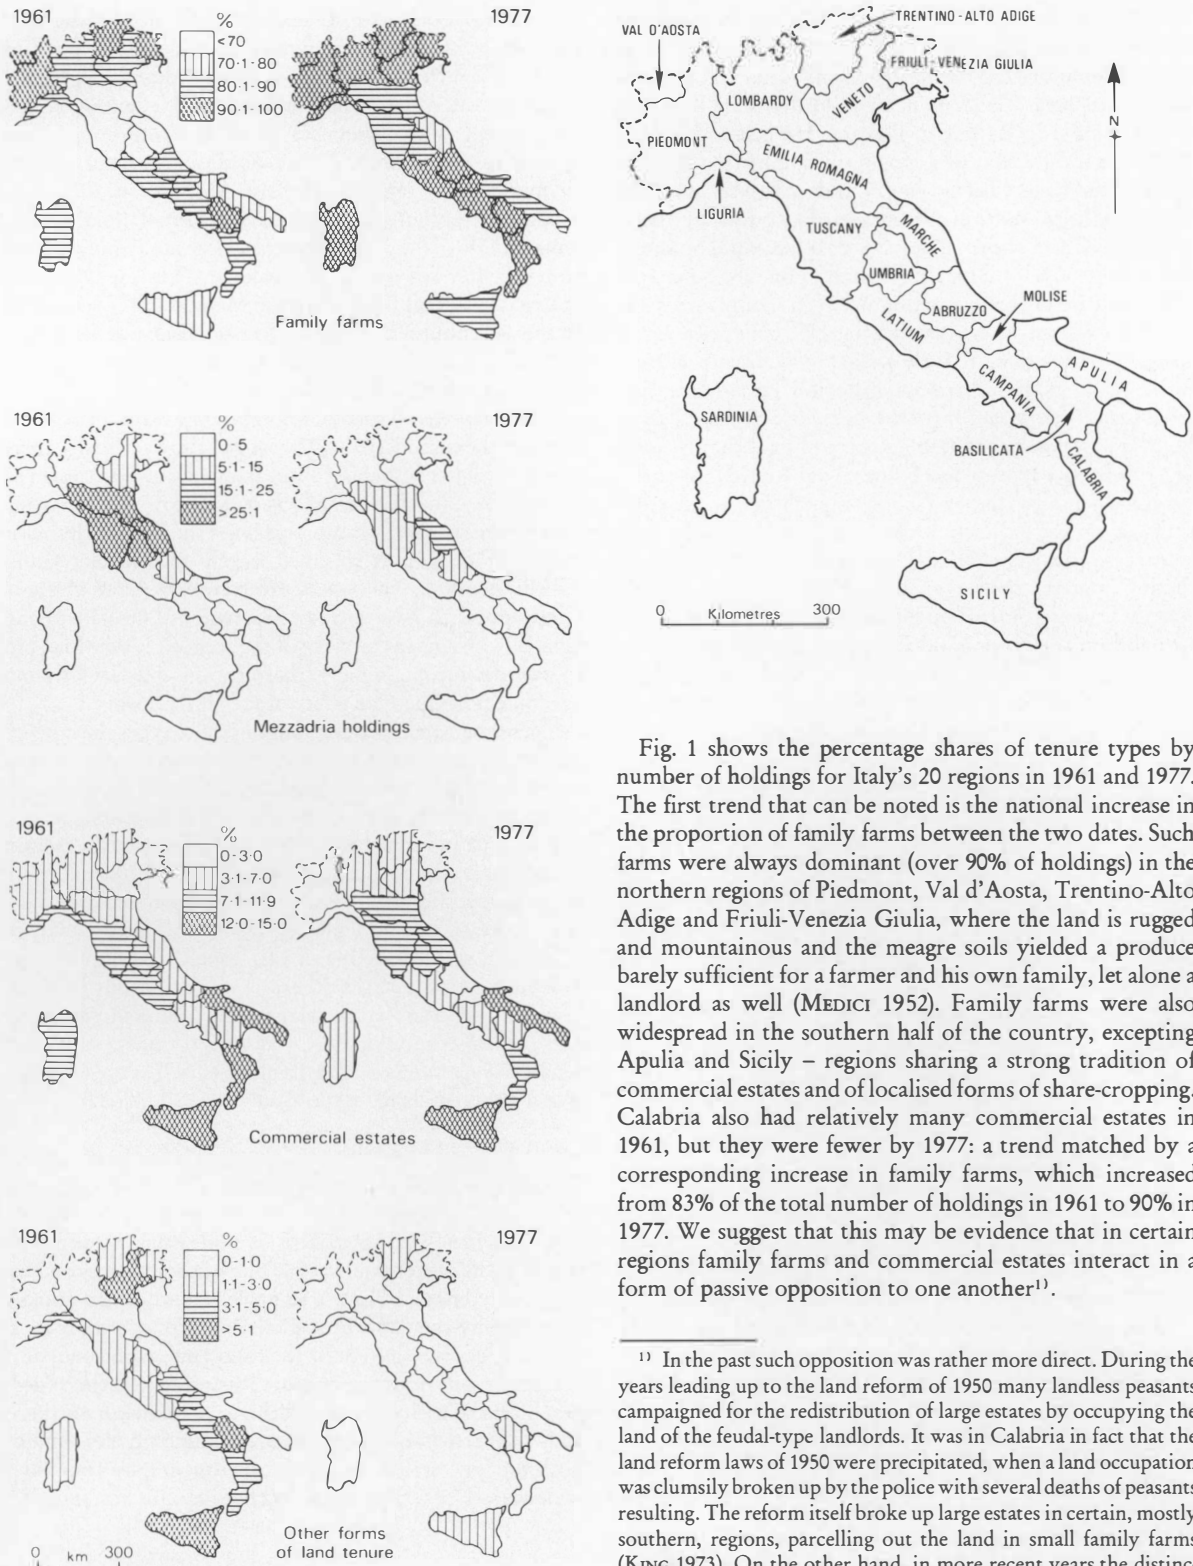 1961
%
<70
70·1-80
80·1-90
90·1-100
1977
Family farms
1961
%
0-5
5·1-15
15·1-25
>25·1
1977
Mezzadria holdings
1961
%
0-3·0
3·1-7·0
7·1-11·9
12·0-15·0
1977
Commercial estates
1961
%
0-1·0
1·1-3·0
3·1-5·0
>5·1
1977
Other forms
of land tenure
0 km 300
VAL D'AOSTA
TRENTINO-ALTO ADIGE
FRIULI-VENEZIA GIULIA
LOMBARDY
VENETO
PIEDMONT
EMILIA ROMAGNA
N
LIGURIA
TUSCANY
MARCHE
UMBRIA
ABRUZZO
MOLISE
LATIUM
APULIA
CAMPANIA
SARDINIA
BASILICATA
CALABRIA
SICILY
0 Kilometres 300
Fig. 1 shows the percentage shares of tenure types by
number of holdings for Italy's 20 regions in 1961 and 1977.
The first trend that can be noted is the national increase in
the proportion of family farms between the two dates. Such
farms were always dominant (over 90% of holdings) in the
northern regions of Piedmont, Val d'Aosta, Trentino-Alto
Adige and Friuli-Venezia Giulia, where the land is rugged
and mountainous and the meagre soils yielded a produce
barely sufficient for a farmer and his own family, let alone a
landlord as well (MEDICI 1952). Family farms were also
widespread in the southern half of the country, excepting
Apulia and Sicily – regions sharing a strong tradition of
commercial estates and of localised forms of share-cropping.
Calabria also had relatively many commercial estates in
1961, but they were fewer by 1977: a trend matched by a
corresponding increase in family farms, which increased
from 83% of the total number of holdings in 1961 to 90% in
1977. We suggest that this may be evidence that in certain
regions family farms and commercial estates interact in a
form of passive opposition to one another¹⁾.
¹⁾ In the past such opposition was rather more direct. During the
years leading up to the land reform of 1950 many landless peasants
campaigned for the redistribution of large estates by occupying the
land of the feudal-type landlords. It was in Calabria in fact that the
land reform laws of 1950 were precipitated, when a land occupation
was clumsily broken up by the police with several deaths of peasants
resulting. The reform itself broke up large estates in certain, mostly
southern, regions, parcelling out the land in small family farms
(KING 1973). On the other hand, in more recent years the distinc